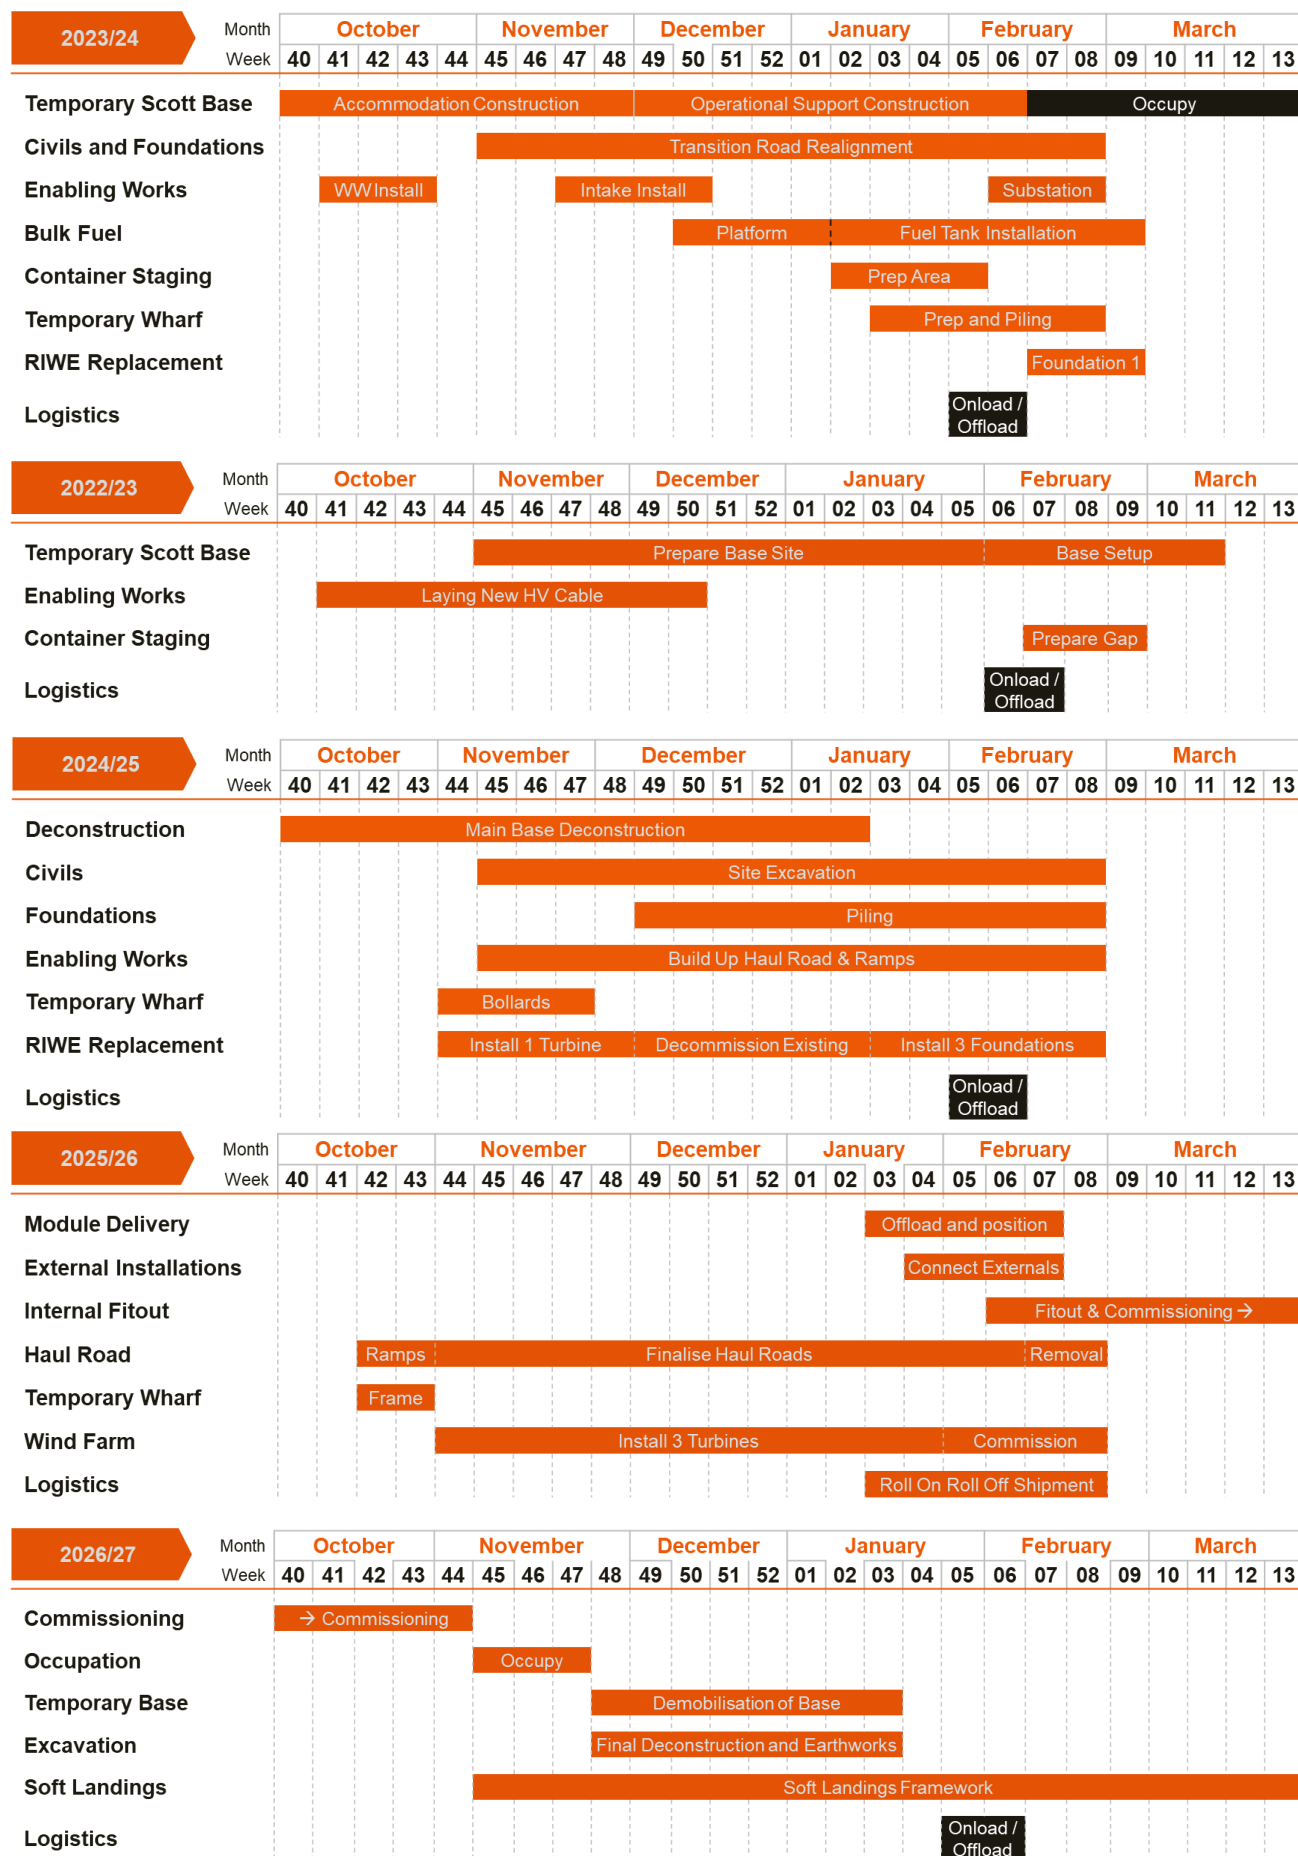 2023/24
Month October November December January February March
Week 40 41 42 43 44 45 46 47 48 49 50 51 52 01 02 03 04 05 06 07 08 09 10 11 12 13
Temporary Scott Base Accommodation Construction Operational Support Construction Occupy
Civils and Foundations Transition Road Realignment
Enabling Works WW Install Intake Install Substation
Bulk Fuel Platform Fuel Tank Installation
Container Staging Prep Area
Temporary Wharf Prep and Piling
RIWE Replacement Foundation 1
Logistics Onload /
Offload
2022/23
Month October November December January February March
Week 40 41 42 43 44 45 46 47 48 49 50 51 52 01 02 03 04 05 06 07 08 09 10 11 12 13
Temporary Scott Base Prepare Base Site Base Setup
Enabling Works Laying New HV Cable
Container Staging Prepare Gap
Logistics Onload /
Offload
2024/25
Month October November December January February March
Week 40 41 42 43 44 45 46 47 48 49 50 51 52 01 02 03 04 05 06 07 08 09 10 11 12 13
Deconstruction Main Base Deconstruction
Civils Site Excavation
Foundations Piling
Enabling Works Build Up Haul Road & Ramps
Temporary Wharf Bollards
RIWE Replacement Install 1 Turbine Decommission Existing Install 3 Foundations
Logistics Onload /
Offload
2025/26
Month October November December January February March
Week 40 41 42 43 44 45 46 47 48 49 50 51 52 01 02 03 04 05 06 07 08 09 10 11 12 13
Module Delivery Offload and position
External Installations Connect Externals
Internal Fitout Fitout & Commissioning →
Haul Road Ramps Finalise Haul Roads Removal
Temporary Wharf Frame
Wind Farm Install 3 Turbines Commission
Logistics Roll On Roll Off Shipment
2026/27
Month October November December January February March
Week 40 41 42 43 44 45 46 47 48 49 50 51 52 01 02 03 04 05 06 07 08 09 10 11 12 13
Commissioning → Commissioning
Occupation Occupy
Temporary Base Demobilisation of Base
Excavation Final Deconstruction and Earthworks
Soft Landings Soft Landings Framework
Logistics Onload /
Offload